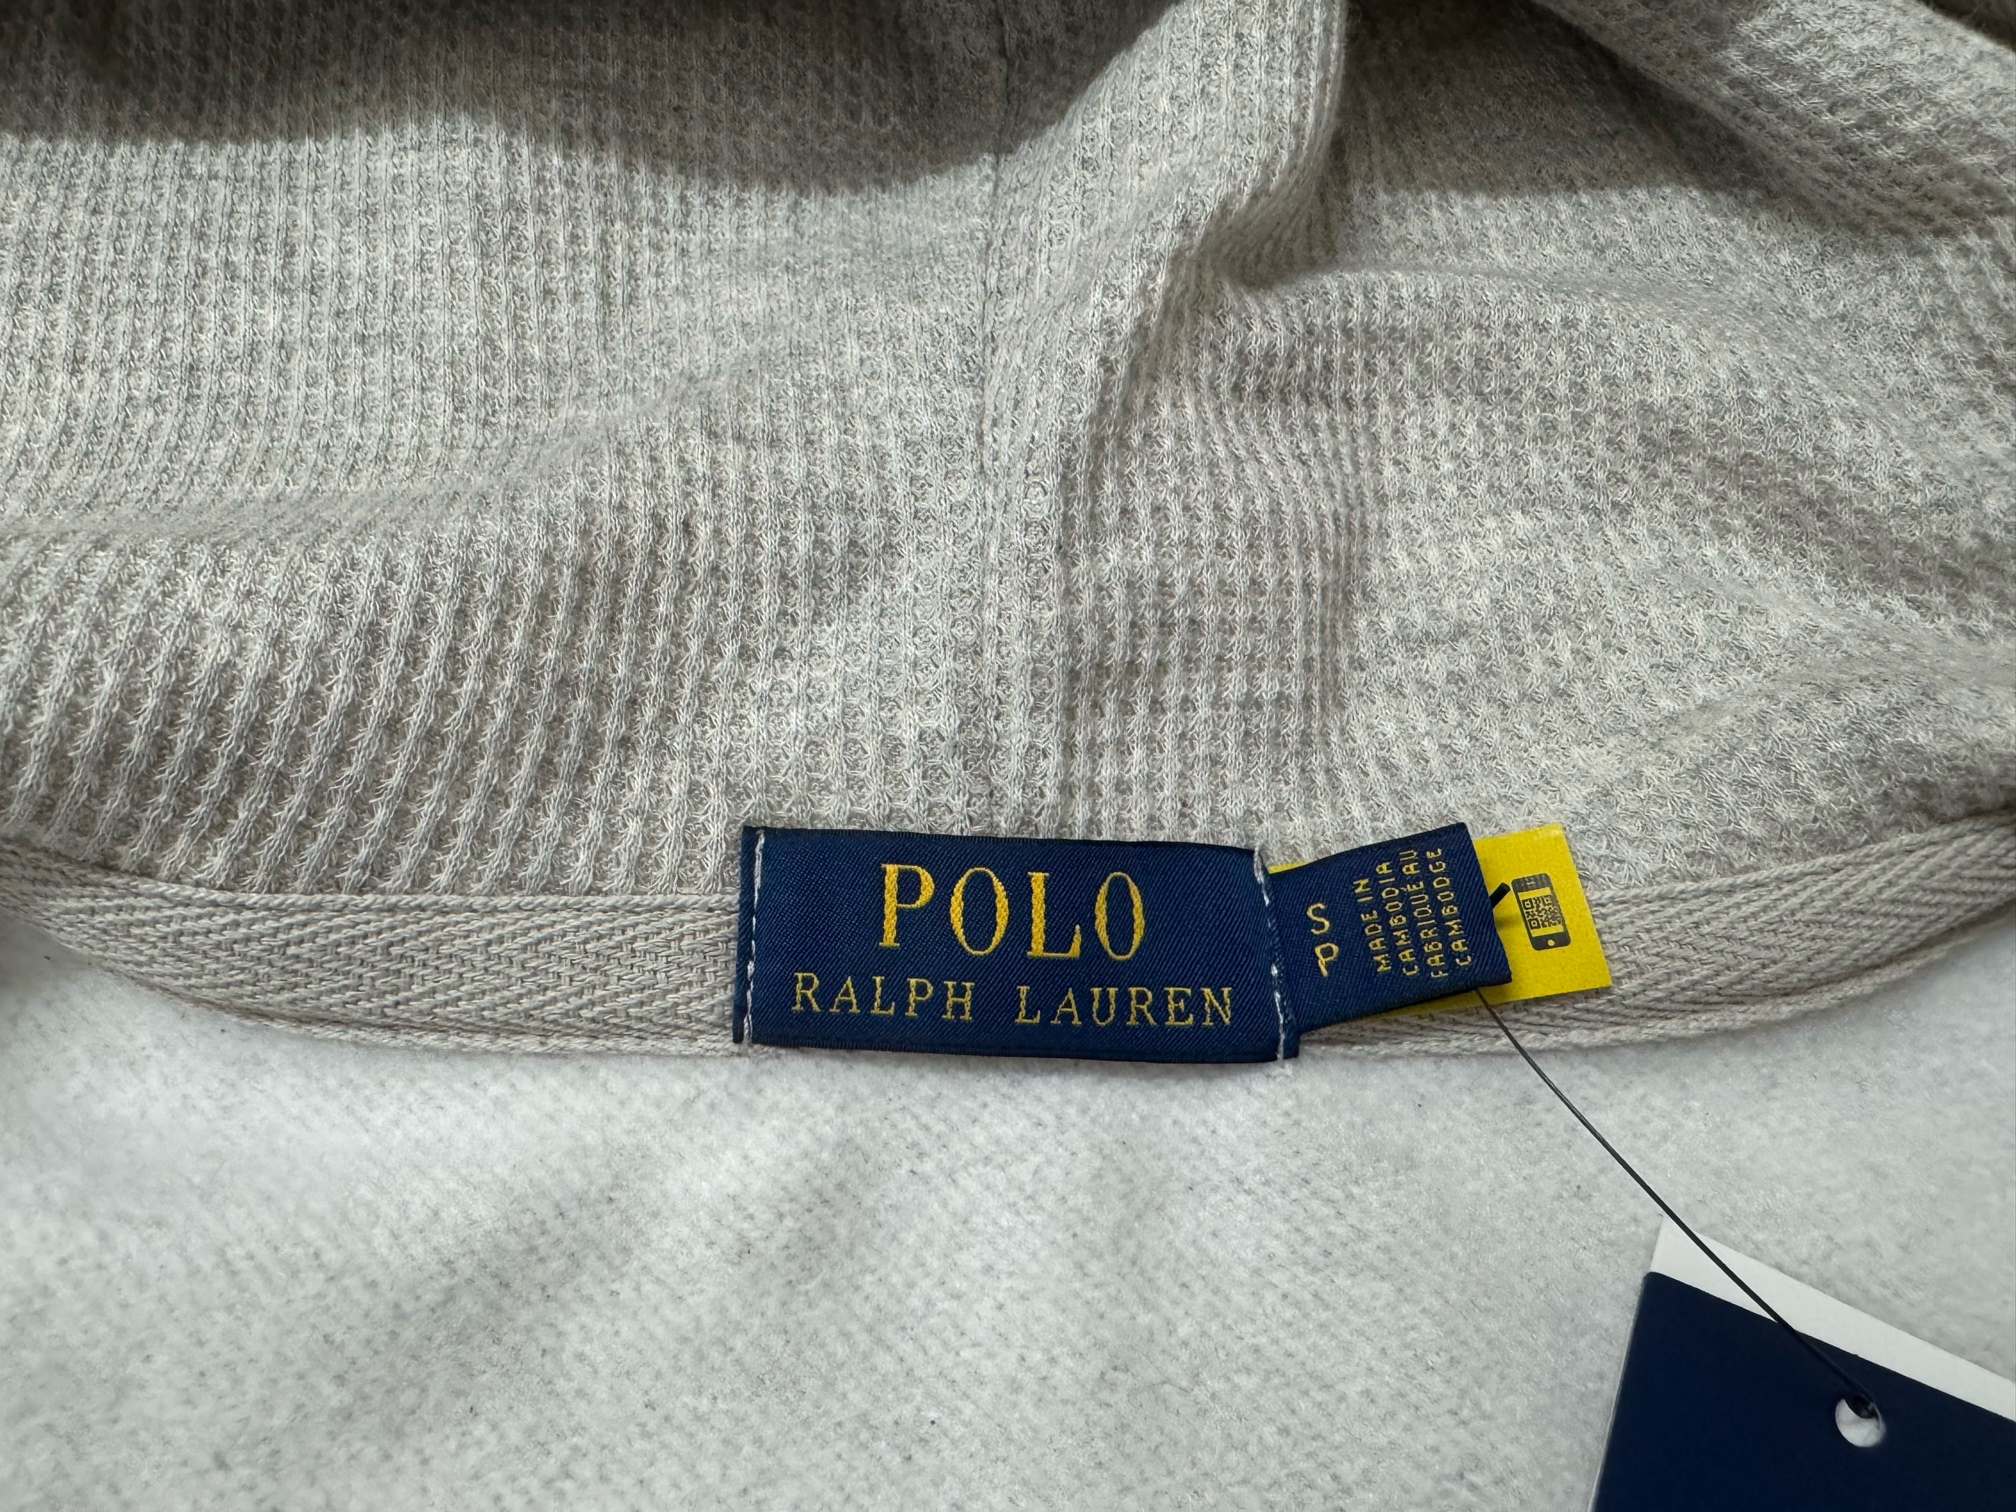 POLO
RALPH LAUREN
S
P
MADE IN
CAMBODIA
FABRIQUÉ AU
CAMBODGE